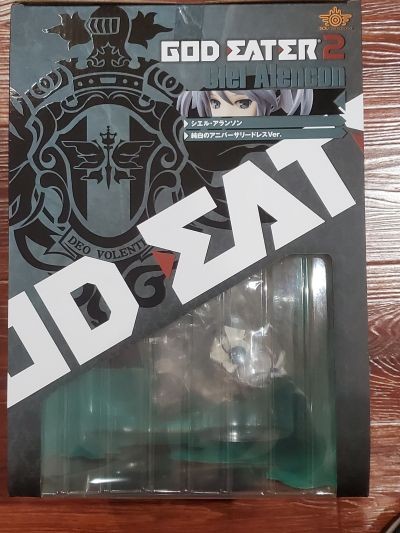 GOD EATER 2
Ciel Alencon
シエル・アランソン
純白のアニバーサリードレスVer.
DEO VOLENTE
OD EAT